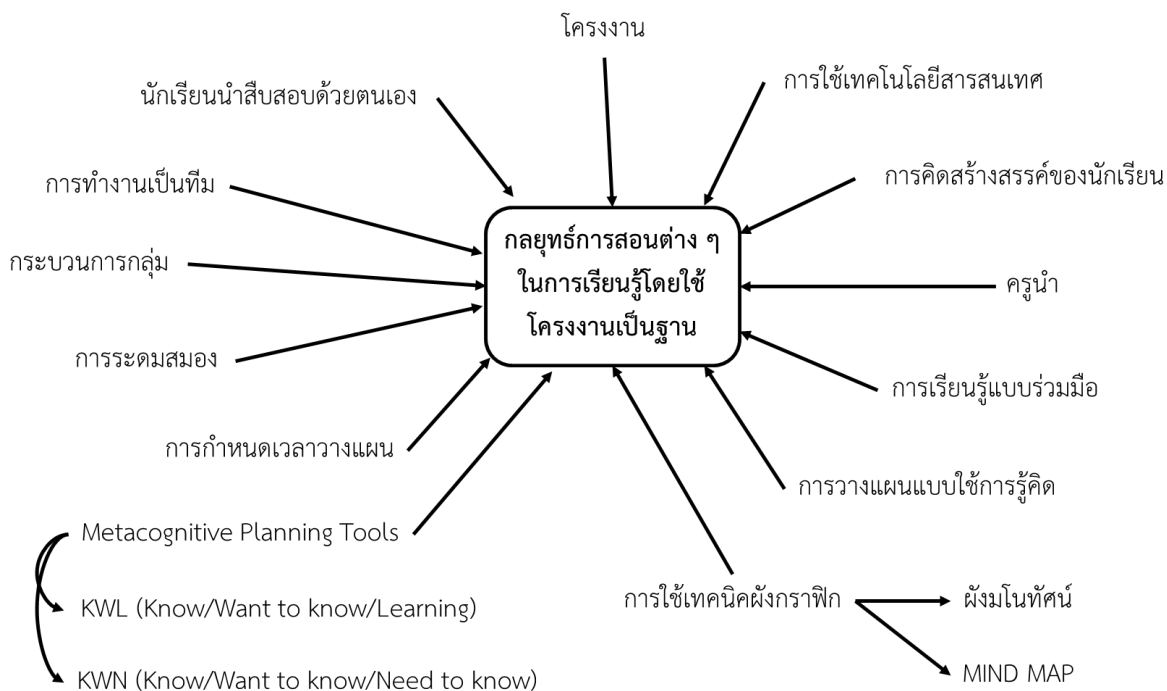 โครงงาน
นักเรียนนำสืบสอบด้วยตนเอง
การใช้เทคโนโลยีสารสนเทศ
การทำงานเป็นทีม
การคิดสร้างสรรค์ของนักเรียน
กลยุทธ์การสอนต่าง ๆ
ในการเรียนรู้โดยใช้
โครงงานเป็นฐาน
กระบวนการกลุ่ม
ครูนำ
การระดมสมอง
การเรียนรู้แบบร่วมมือ
การกำหนดเวลาวางแผน
การวางแผนแบบใช้การรู้คิด
Metacognitive Planning Tools
KWL (Know/Want to know/Learning)
KWN (Know/Want to know/Need to know)
การใช้เทคนิคผังกราฟิก
ผังมโนทัศน์
MIND MAP